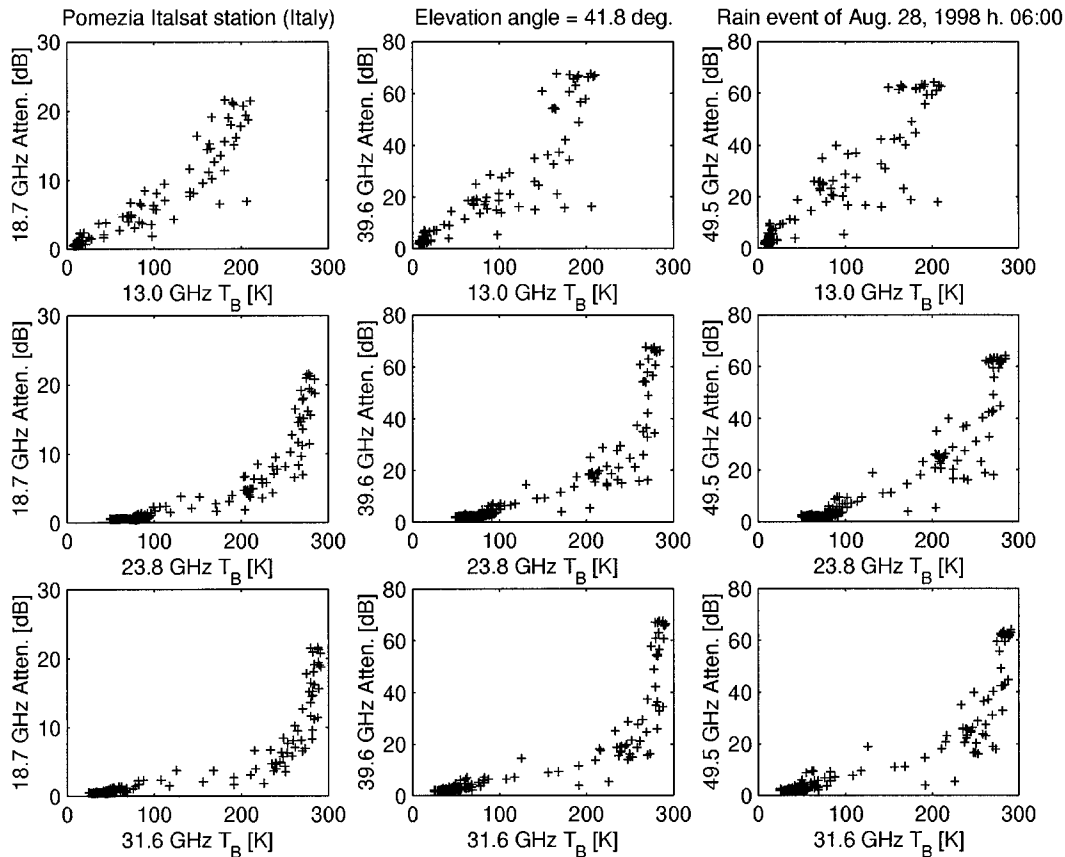 Pomezia Italsat station (Italy) Elevation angle = 41.8 deg. Rain event of Aug. 28, 1998 h. 06:00
18.7 GHz Atten. [dB]
30
20
10
0
0 100 200 300
13.0 GHz T_B [K]
39.6 GHz Atten. [dB]
80
60
40
20
0
0 100 200 300
13.0 GHz T_B [K]
49.5 GHz Atten. [dB]
80
60
40
20
0
0 100 200 300
13.0 GHz T_B [K]
18.7 GHz Atten. [dB]
30
20
10
0
0 100 200 300
23.8 GHz T_B [K]
39.6 GHz Atten. [dB]
80
60
40
20
0
0 100 200 300
23.8 GHz T_B [K]
49.5 GHz Atten. [dB]
80
60
40
20
0
0 100 200 300
23.8 GHz T_B [K]
18.7 GHz Atten. [dB]
30
20
10
0
0 100 200 300
31.6 GHz T_B [K]
39.6 GHz Atten. [dB]
80
60
40
20
0
0 100 200 300
31.6 GHz T_B [K]
49.5 GHz Atten. [dB]
80
60
40
20
0
0 100 200 300
31.6 GHz T_B [K]